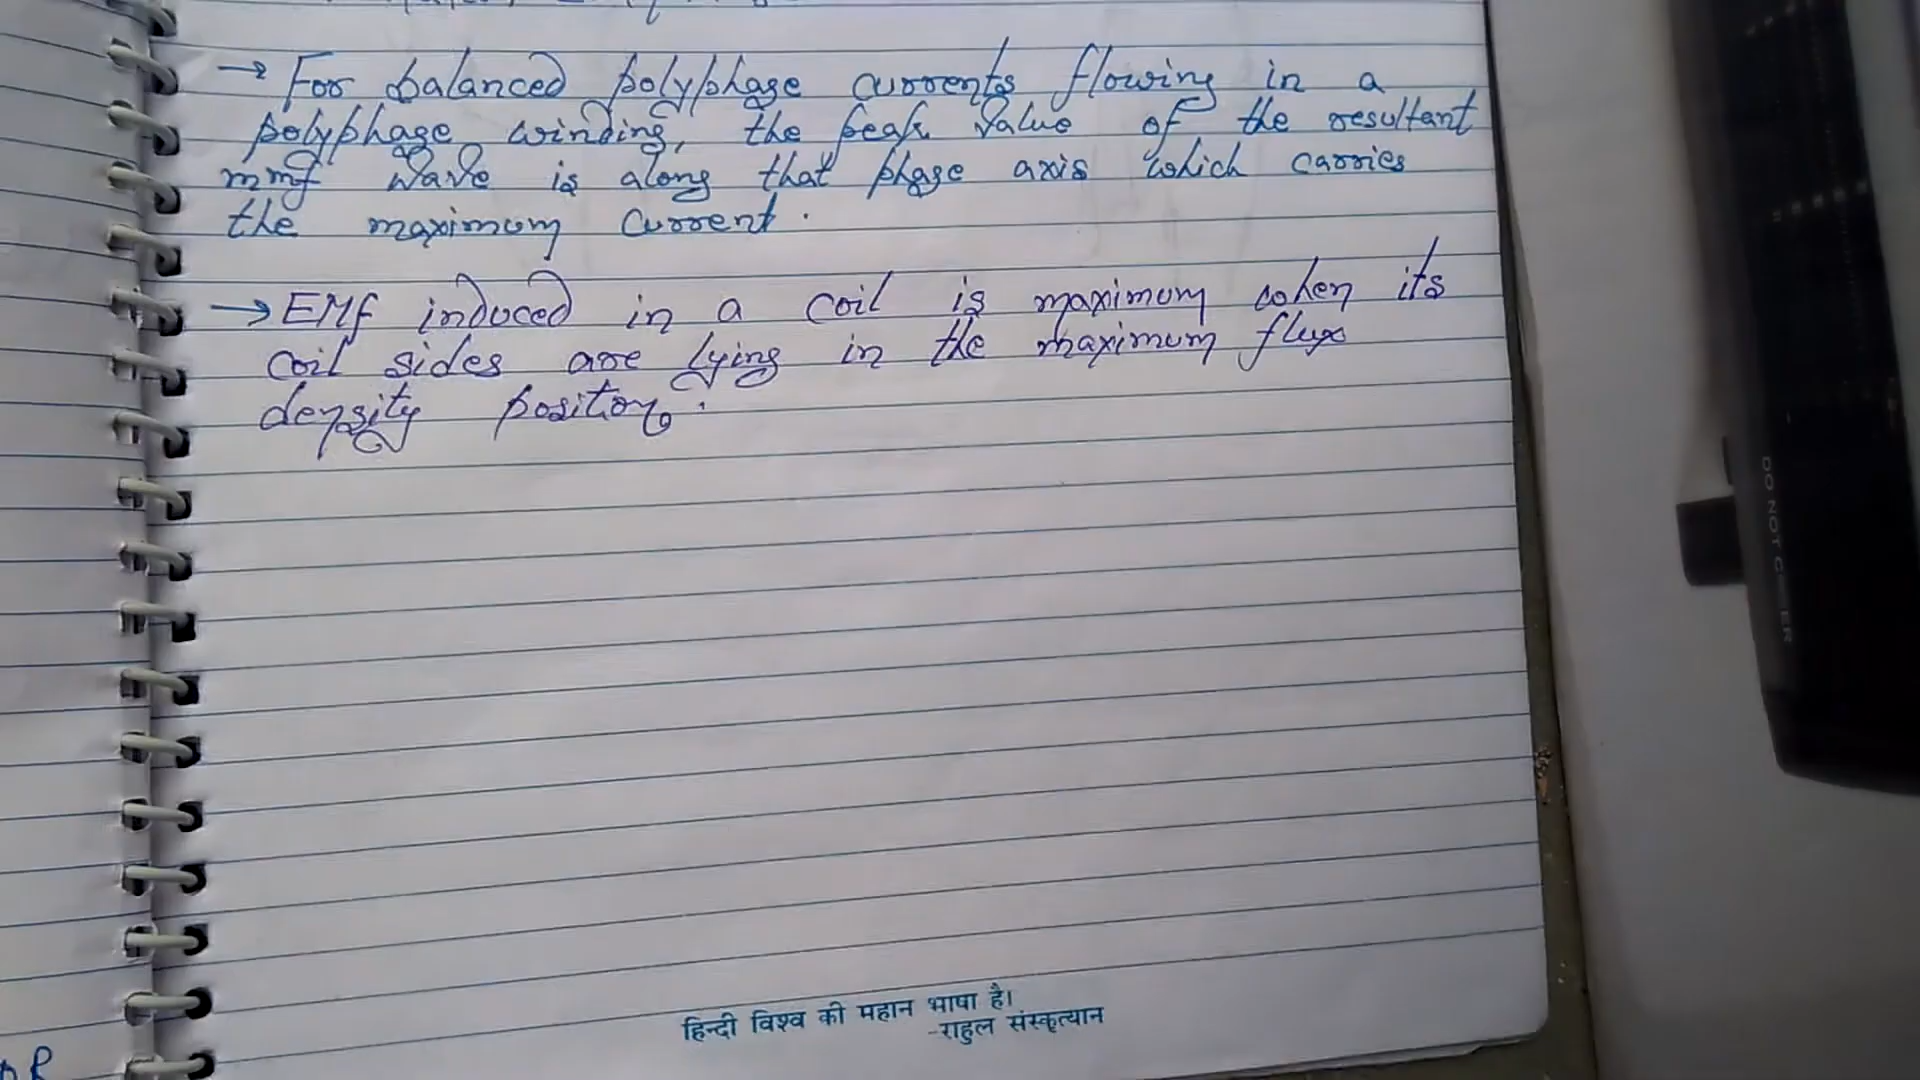 → For balanced polyphase currents flowing in a
polyphase winding, the peak value of the resultant
mmf wave is along that phase axis which carries
the maximum current.
→ EMf induced in a coil is maximum when its
coil sides are lying in the maximum flux
density position.
हिन्दी विश्व की महान भाषा है।
-राहुल संस्कृत्यान
DO NOT C